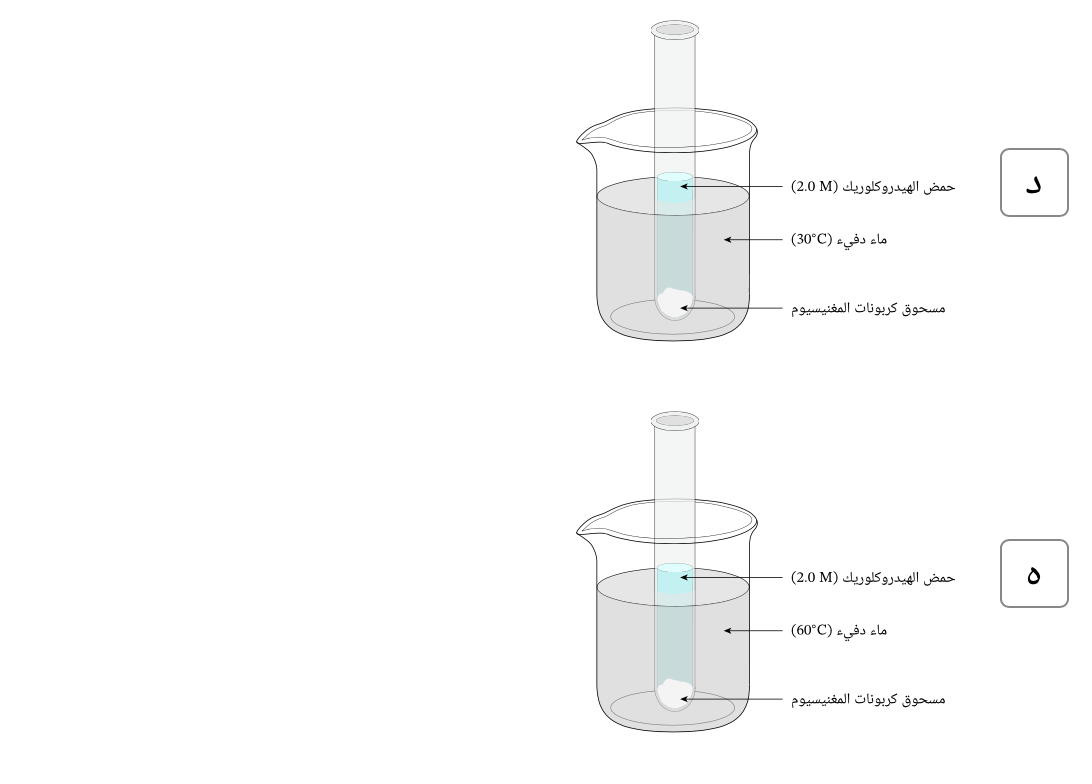 د
حمض الهيدروكلوريك (2.0 M)
ماء دفيء (30°C)
مسحوق كربونات المغنيسيوم
ه
حمض الهيدروكلوريك (2.0 M)
ماء دفيء (60°C)
مسحوق كربونات المغنيسيوم